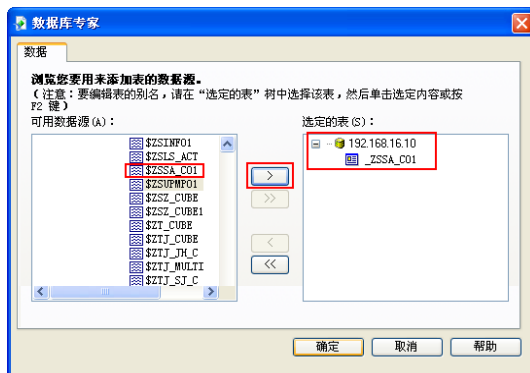 数据库专家
数据
浏览您要用来添加表的数据源。
(注意：要编辑表的别名，请在“选定的表”树中选择该表，然后单击选定内容或按
F2 键)
可用数据源(A)：
$ZSINFO1
$ZSLS_ACT
$ZSSA_C01
$ZSUPMP01
$ZSZ_CUBE
$ZSZ_CUBE1
$ZT_CUBE
$ZTJ_CUBE
$ZTJ_JH_C
$ZTJ_MULTI
$ZTJ_SJ_C
>
>>
<
<<
选定的表(S)：
192.168.16.10
_ZSSA_C01
确定
取消
帮助